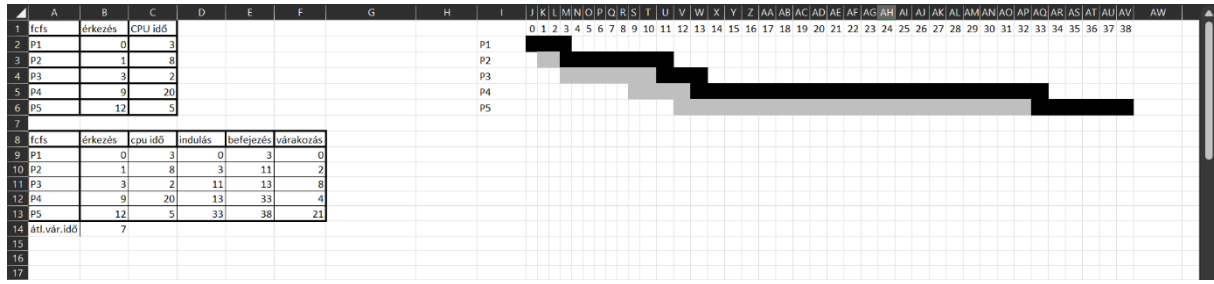 A B C D E F G H I J K L M N O P Q R S T U V W X Y Z AA AB AC AD AE AF AG AH AI AJ AK AL AM AN AO AP AQ AR AS AT AU AV AW
1 fcfs érkezés CPU idő 0 1 2 3 4 5 6 7 8 9 10 11 12 13 14 15 16 17 18 19 20 21 22 23 24 25 26 27 28 29 30 31 32 33 34 35 36 37 38
2 P1 0 3 P1
3 P2 1 8 P2
4 P3 3 2 P3
5 P4 9 20 P4
6 P5 12 5 P5
7
8 fcfs érkezés cpu idő indulás befejezés várakozás
9 P1 0 3 0 3 0
10 P2 1 8 3 11 2
11 P3 3 2 11 13 8
12 P4 9 20 13 33 4
13 P5 12 5 33 38 21
14 átl.vár.idő 7
15
16
17